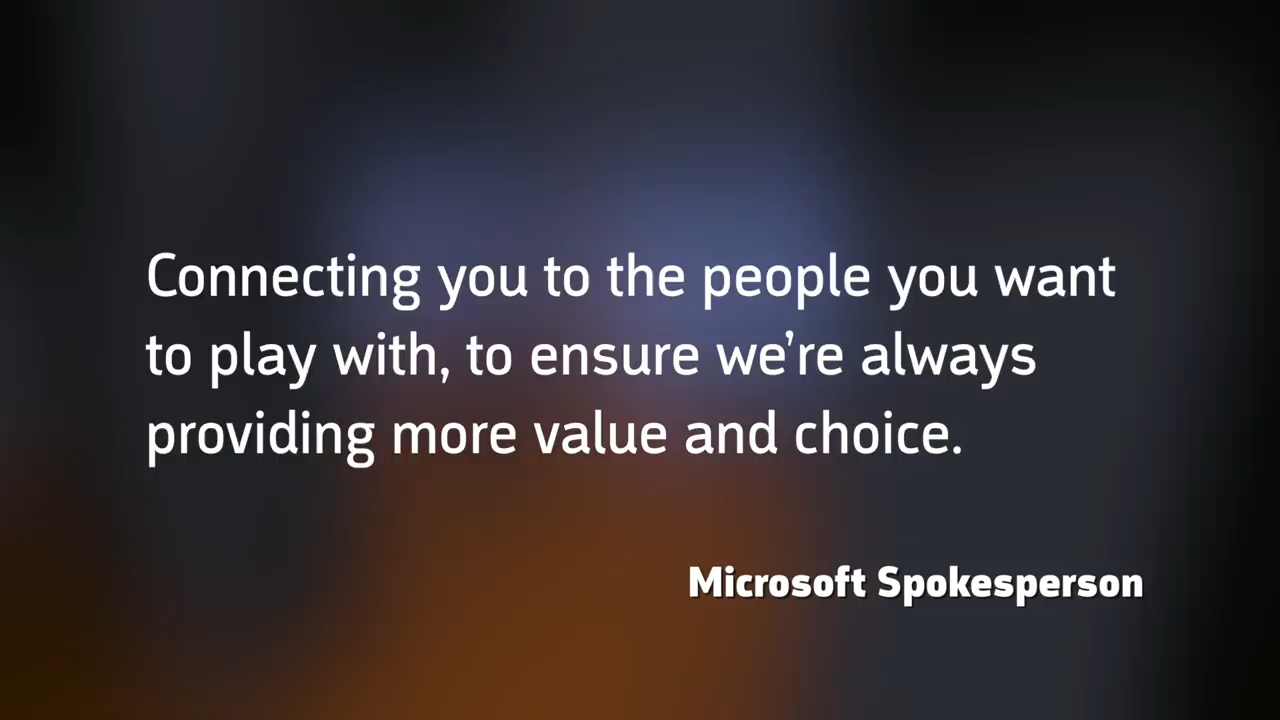 Connecting you to the people you want
to play with, to ensure we’re always
providing more value and choice.
Microsoft Spokesperson